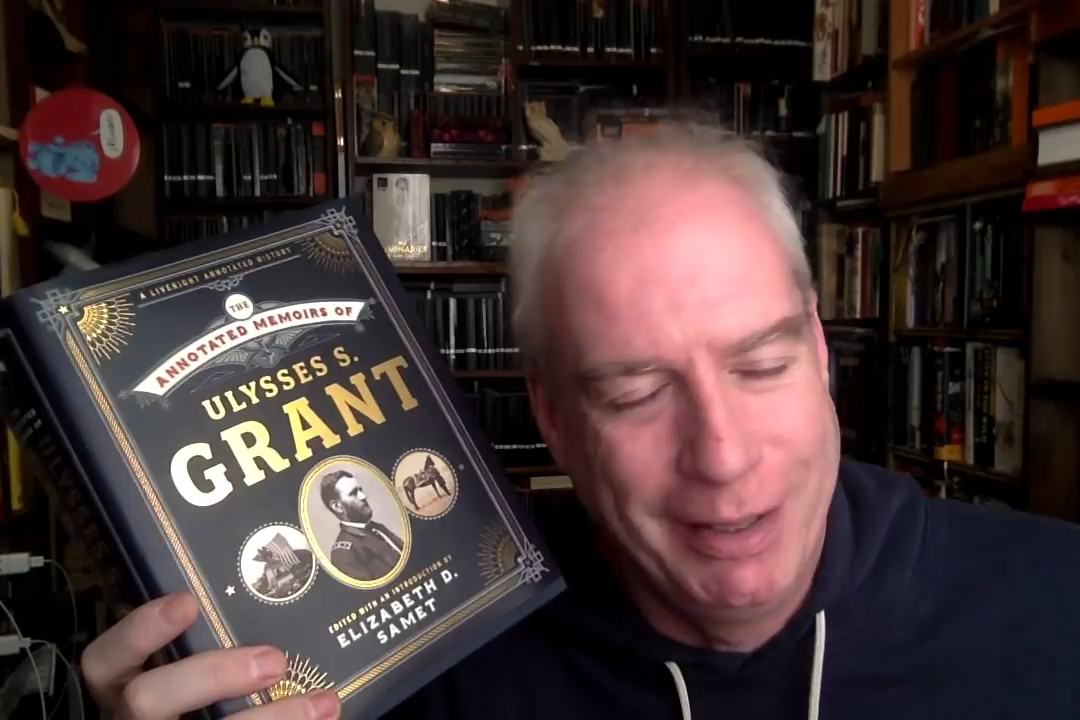 A LIVERIGHT ANNOTATED HISTORY
THE
ANNOTATED MEMOIRS OF
ULYSSES S.
GRANT
EDITED WITH AN INTRODUCTION BY
ELIZABETH D.
SAMET